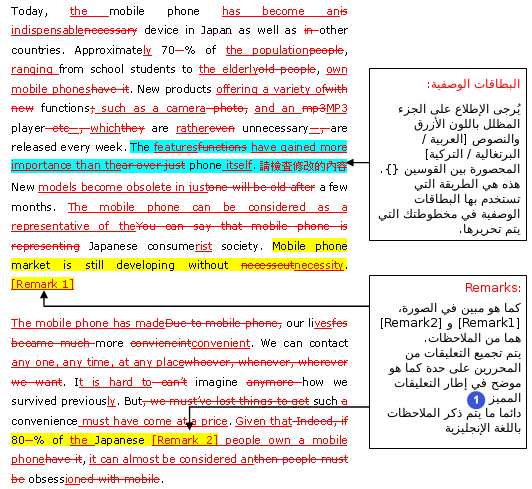 Today, the mobile phone has become anis
indispensablenecessary device in Japan as well as in other
countries. Approximately 70 % of the populationpeople,
ranging from school students to the elderlyold people, own
mobile phoneshave it. New products offering a variety ofwith
new functions, such as a camera photo, and an mp3MP3
player etc , whichthey are rathereven unnecessary , are
released every week. The featuresfunctions have gained more
importance than thear over just phone itself. 請檢查修改的內容
New models become obsolete in justone will be old after a few
months. The mobile phone can be considered as a
representative of theYou can say that mobile phone is
representing Japanese consumerist society. Mobile phone
market is still developing without necesscutnecessity.
[Remark 1]
The mobile phone has madeDue to mobile phone, our livesfes
became much more convicneintconvenient. We can contact
any one, any time, at any placewhoever, whenever, wherever
we want. It is hard to can't imagine anymore how we
survived previously. But, we must've lost things to get such a
convenience must have come at a price. Given that Indeed, if
80 % of the Japanese [Remark 2] people own a mobile
phonehave it, it can almost be considered anthen people must
be obsessioned with mobile.
البطاقات الوصفية:
يُرجى الإطلاع على الجزء
المظلل باللون الأزرق
والنصوص [العربية /
البرتغالية / التركية]
المحصورة بين القوسين {}.
هذه هي الطريقة التي
تستخدم بها البطاقات
الوصفية في مخطوطتك التي
يتم تحريرها.
Remarks:
كما هو مبين في الصورة،
[Remark1] و [Remark2]
هما من الملاحظات.
يتم تجميع التعليقات من
المحررين على حدة كما هو
موضح في إطار التعليقات
المميز 1
دائما ما يتم ذكر الملاحظات
باللغة الإنجليزية